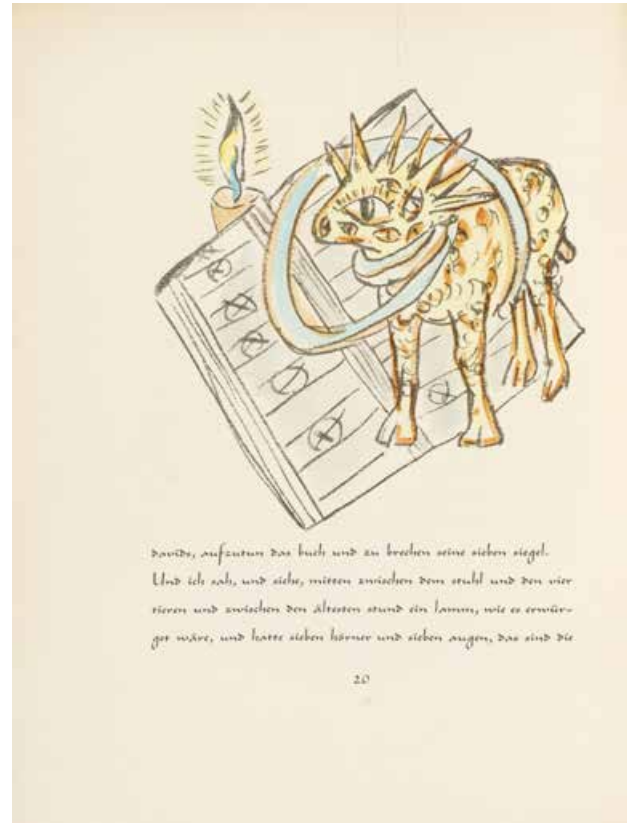 davids, aufzutun das buch und zu brechen seine sieben siegel.
Und ich sah, und siehe, mitten zwischen dem stuhl und den vier
tieren und zwischen den ältesten stund ein lamm, wie es erwür-
get wäre, und hatte sieben hörner und sieben augen, das sind die
20